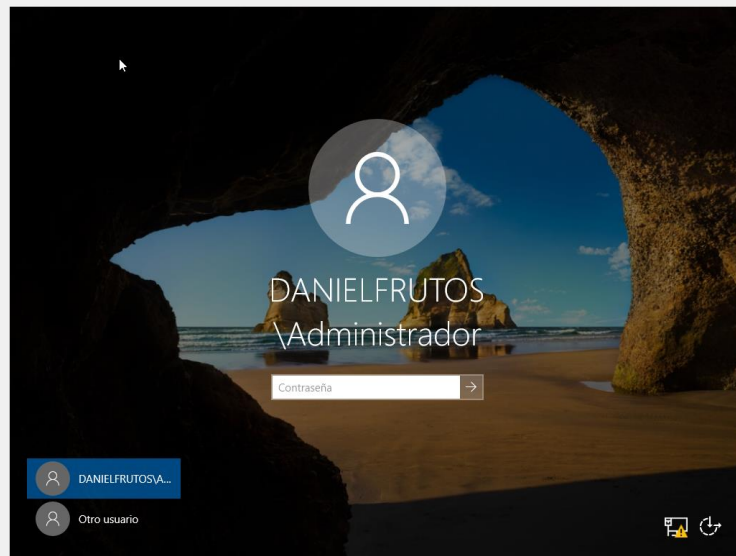 DANIELFRUTOS
\Administrador
Contraseña
DANIELFRUTOS\A...
Otro usuario